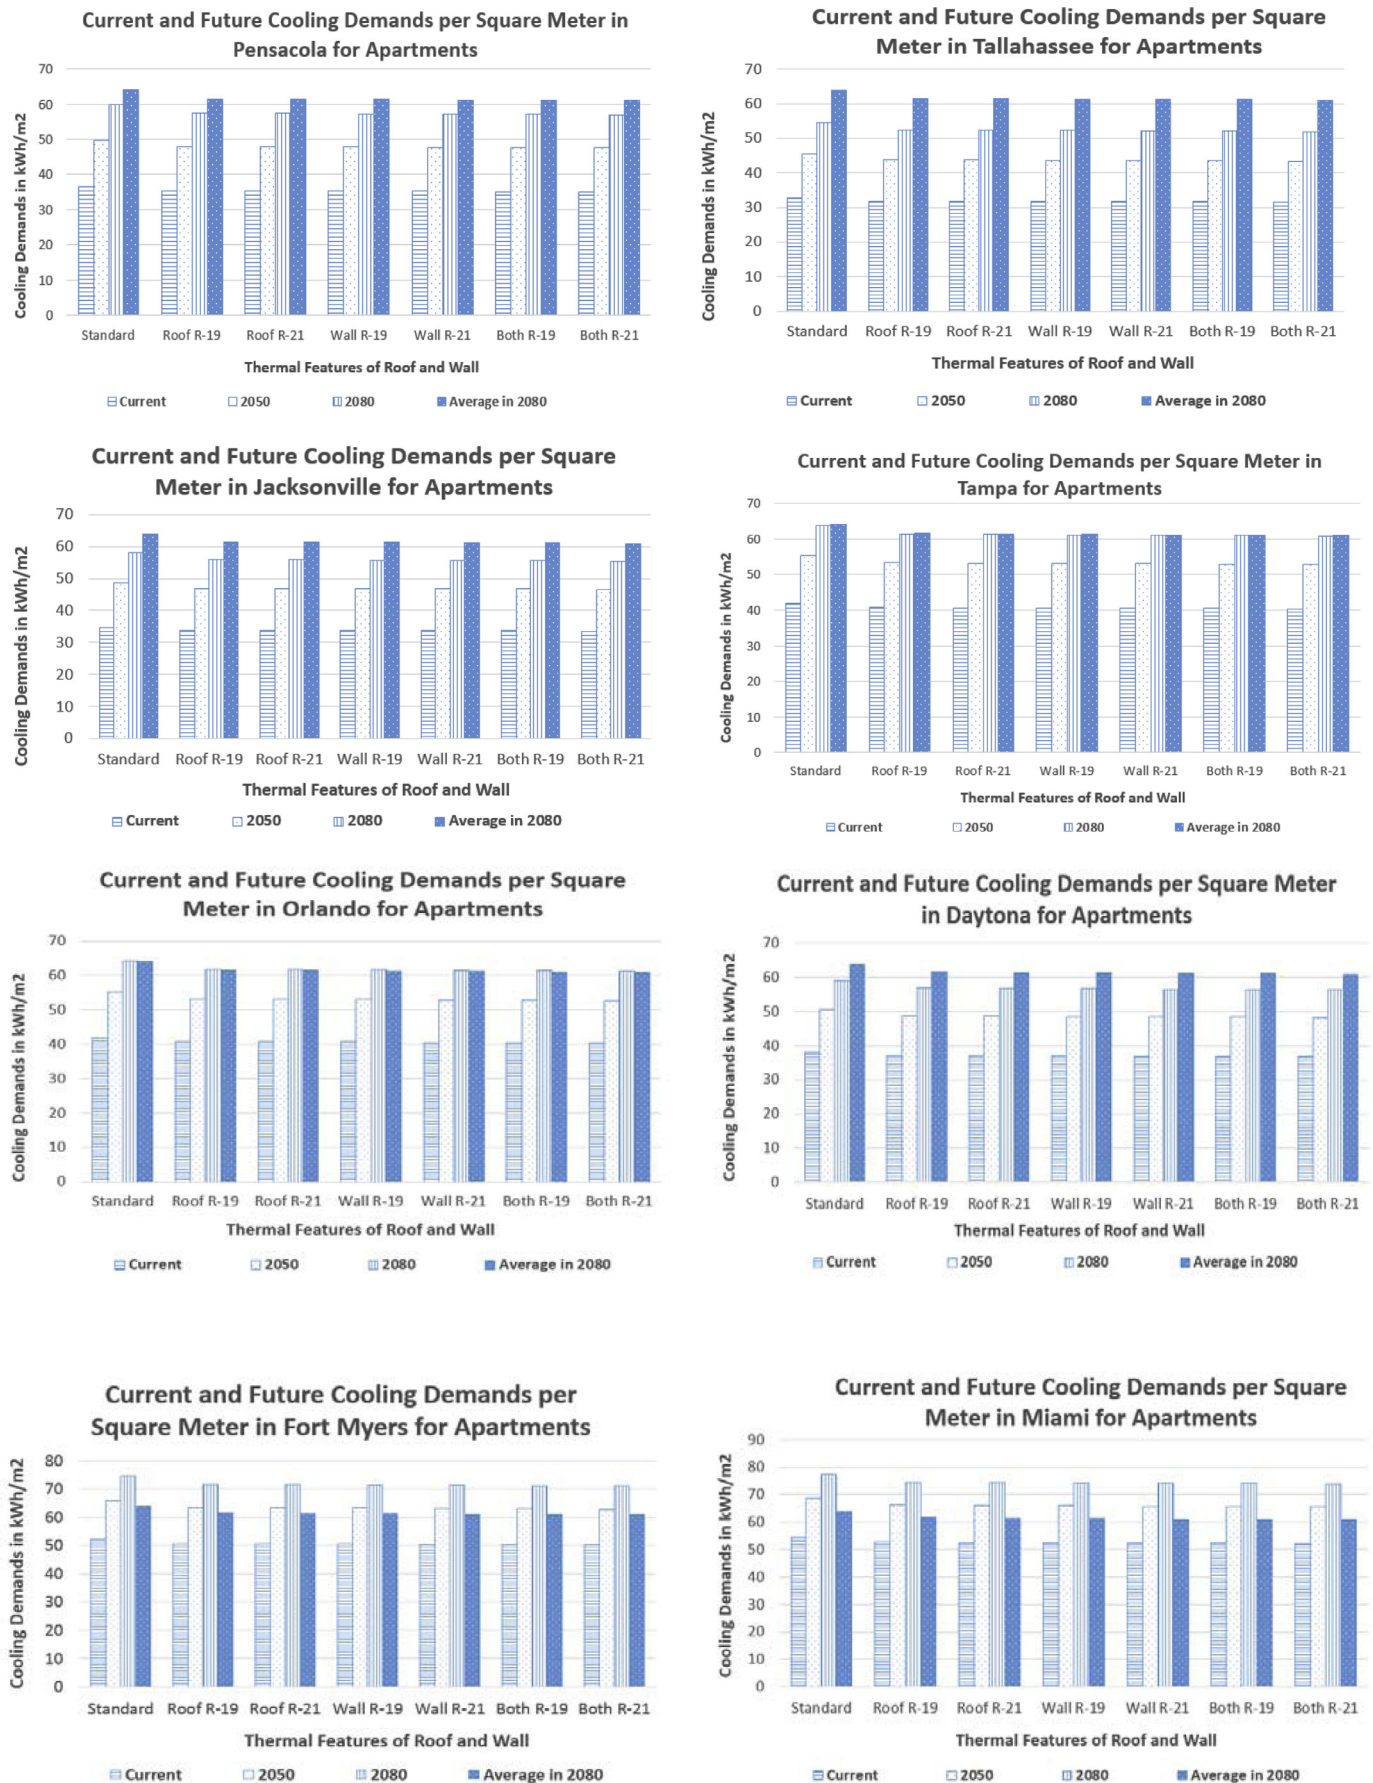 Current and Future Cooling Demands per Square Meter in
Pensacola for Apartments
Cooling Demands in kWh/m2
70
60
50
40
30
20
10
0
Standard Roof R-19 Roof R-21 Wall R-19 Wall R-21 Both R-19 Both R-21
Thermal Features of Roof and Wall
Current 2050 2080 Average in 2080
Current and Future Cooling Demands per Square
Meter in Tallahassee for Apartments
Cooling Demands in kWh/m2
70
60
50
40
30
20
10
0
Standard Roof R-19 Roof R-21 Wall R-19 Wall R-21 Both R-19 Both R-21
Thermal Features of Roof and Wall
Current 2050 2080 Average in 2080
Current and Future Cooling Demands per Square
Meter in Jacksonville for Apartments
Cooling Demands in kWh/m2
70
60
50
40
30
20
10
0
Standard Roof R-19 Roof R-21 Wall R-19 Wall R-21 Both R-19 Both R-21
Thermal Features of Roof and Wall
Current 2050 2080 Average in 2080
Current and Future Cooling Demands per Square Meter in
Tampa for Apartments
Cooling Demands in kWh/m2
70
60
50
40
30
20
10
0
Standard Roof R-19 Roof R-21 Wall R-19 Wall R-21 Both R-19 Both R-21
Thermal Features of Roof and Wall
Current 2050 2080 Average in 2080
Current and Future Cooling Demands per Square
Meter in Orlando for Apartments
Cooling Demands in kWh/m2
70
60
50
40
30
20
10
0
Standard Roof R-19 Roof R-21 Wall R-19 Wall R-21 Both R-19 Both R-21
Thermal Features of Roof and Wall
Current 2050 2080 Average in 2080
Current and Future Cooling Demands per Square Meter
in Daytona for Apartments
Cooling Demands in kWh/m2
70
60
50
40
30
20
10
0
Standard Roof R-19 Roof R-21 Wall R-19 Wall R-21 Both R-19 Both R-21
Thermal Features of Roof and Wall
Current 2050 2080 Average in 2080
Current and Future Cooling Demands per
Square Meter in Fort Myers for Apartments
Cooling Demands in kWh/m2
80
70
60
50
40
30
20
10
0
Standard Roof R-19 Roof R-21 Wall R-19 Wall R-21 Both R-19 Both R-21
Thermal Features of Roof and Wall
Current 2050 2080 Average in 2080
Current and Future Cooling Demands per Square
Meter in Miami for Apartments
Cooling Demands in kWh/m2
90
80
70
60
50
40
30
20
10
0
Standard Roof R-19 Roof R-21 Wall R-19 Wall R-21 Both R-19 Both R-21
Thermal Features of Roof and Wall
Current 2050 2080 Average in 2080